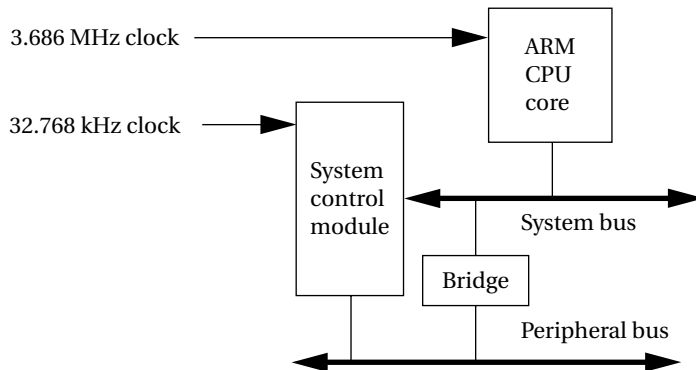 3.686 MHz clock
ARM
CPU
core
32.768 kHz clock
System
control
module
System bus
Bridge
Peripheral bus